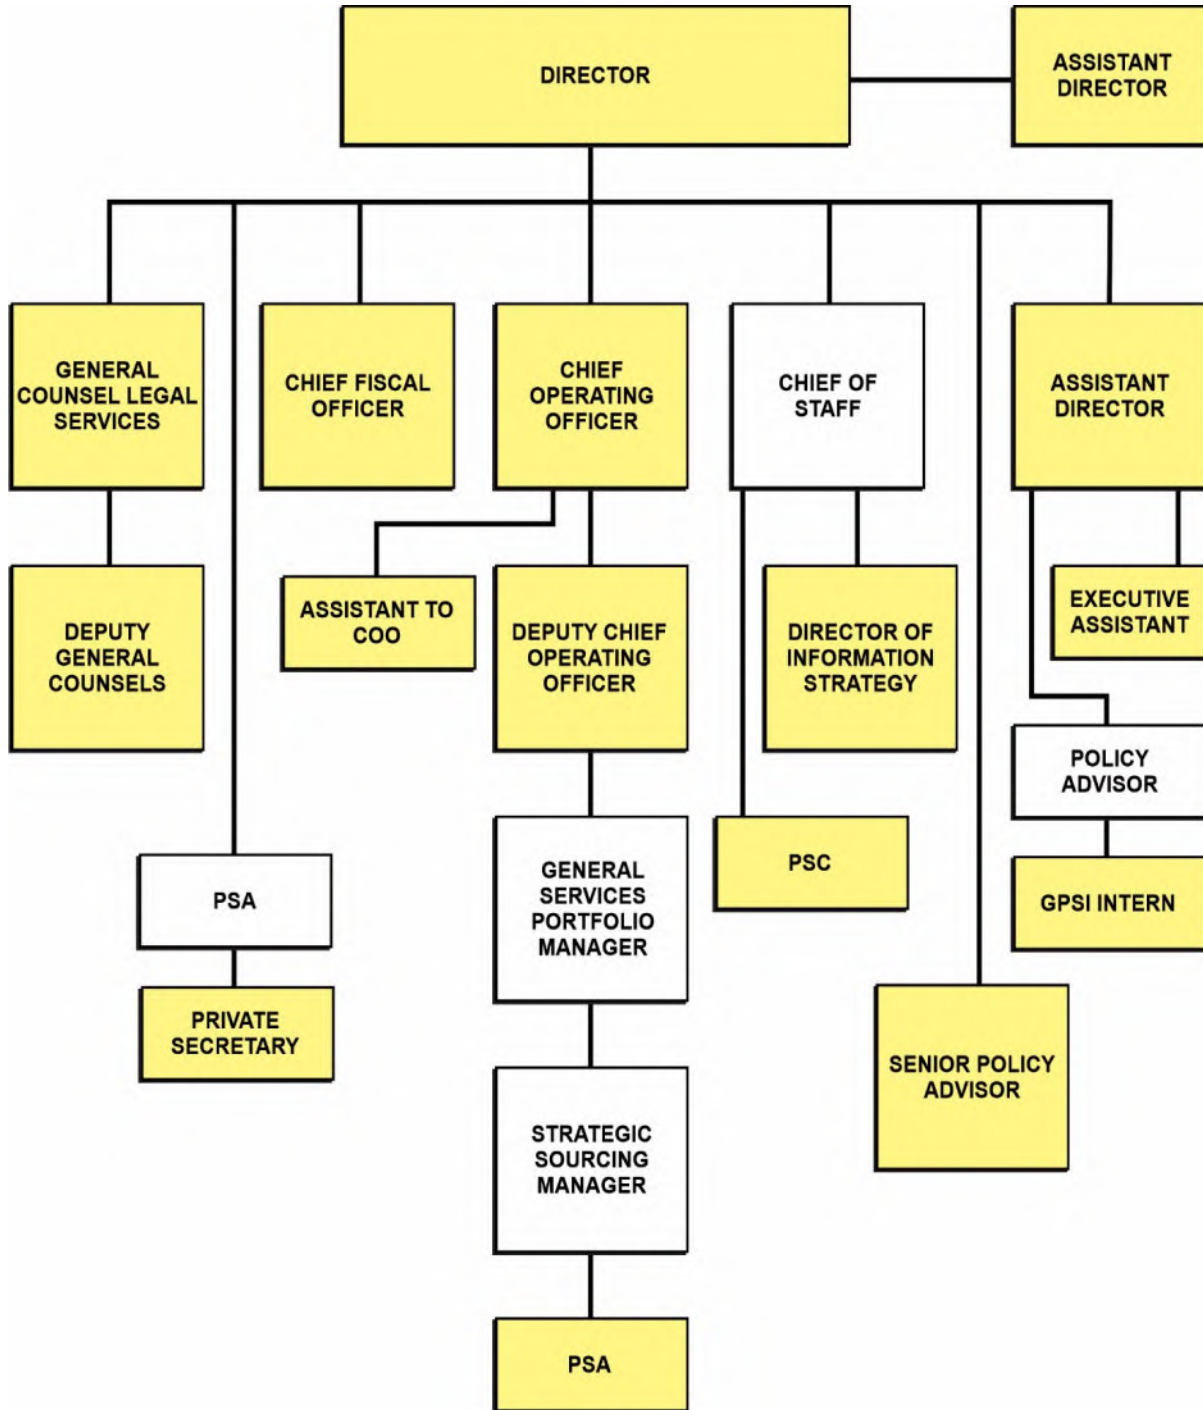 DIRECTOR
ASSISTANT
DIRECTOR
GENERAL
COUNSEL LEGAL
SERVICES
CHIEF FISCAL
OFFICER
CHIEF
OPERATING
OFFICER
CHIEF OF
STAFF
ASSISTANT
DIRECTOR
DEPUTY
GENERAL
COUNSELS
ASSISTANT TO
COO
DEPUTY CHIEF
OPERATING
OFFICER
DIRECTOR OF
INFORMATION
STRATEGY
EXECUTIVE
ASSISTANT
POLICY
ADVISOR
PSA
GENERAL
SERVICES
PORTFOLIO
MANAGER
PSC
GPSI INTERN
PRIVATE
SECRETARY
SENIOR POLICY
ADVISOR
STRATEGIC
SOURCING
MANAGER
PSA